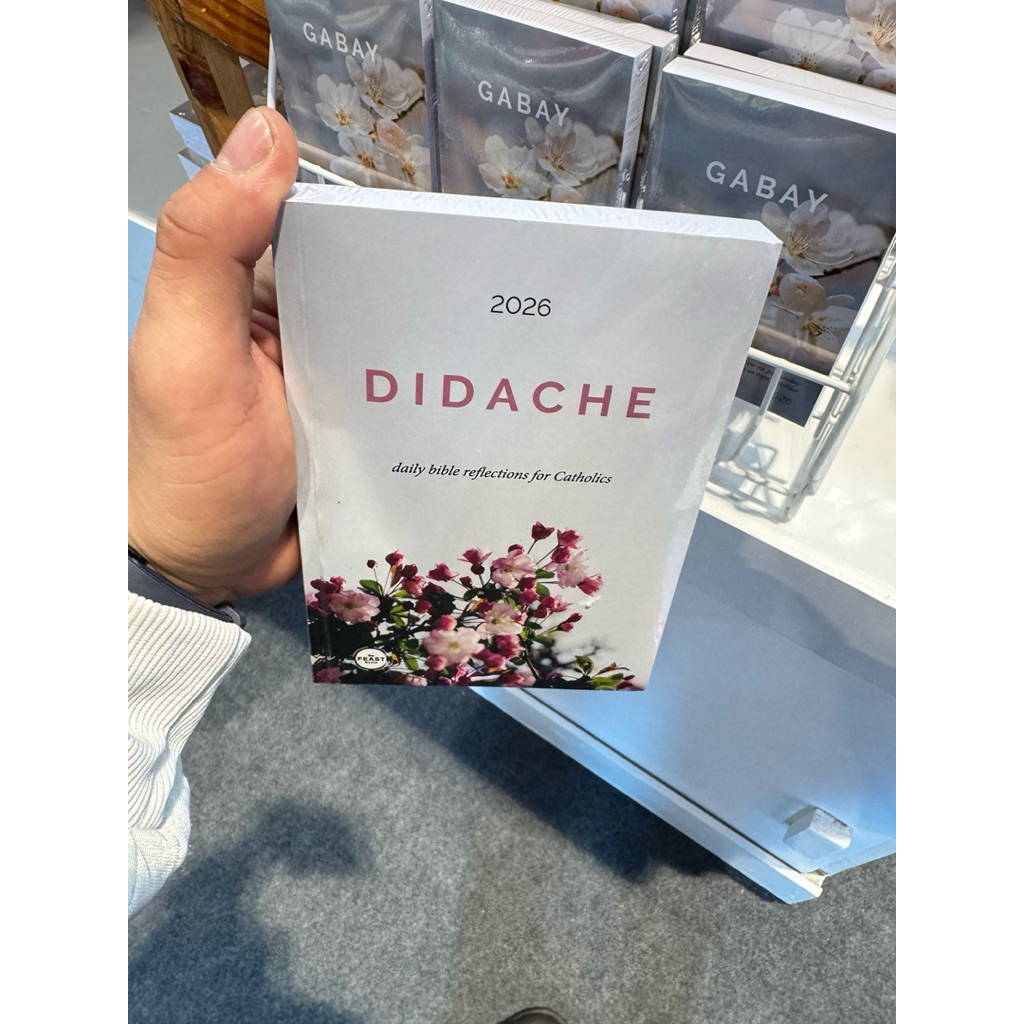 GABAY
GABAY
GABAY
2026
DIDACHE
daily bible reflections for Catholics
FEAST